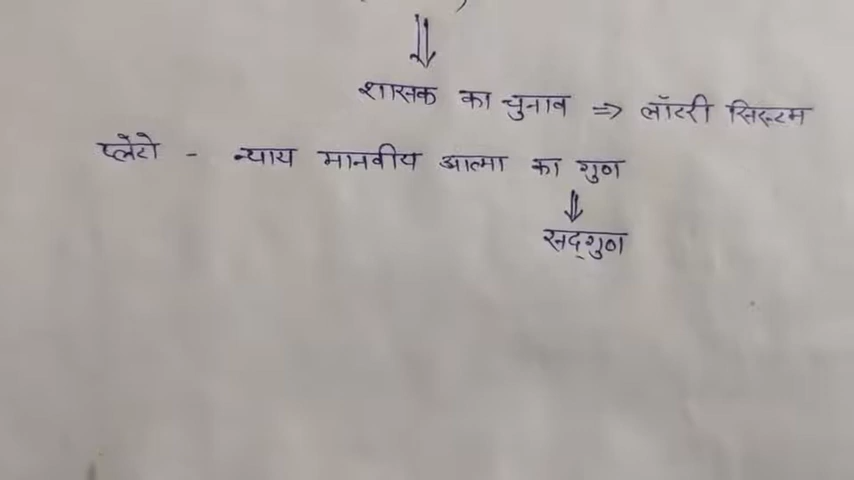 ⇓
शासक का चुनाव ⇒ लॉटरी सिस्टम
प्लेटो - न्याय मानवीय आत्मा का गुण
⇓
सद्गुण